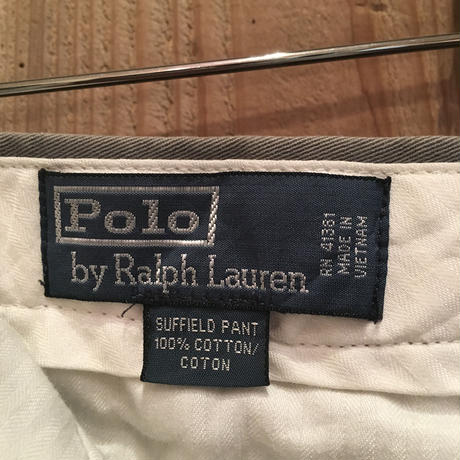 Polo
by Ralph Lauren
RN 41381
MADE IN
VIETNAM
SUFFIELD PANT
100% COTTON/
COTON